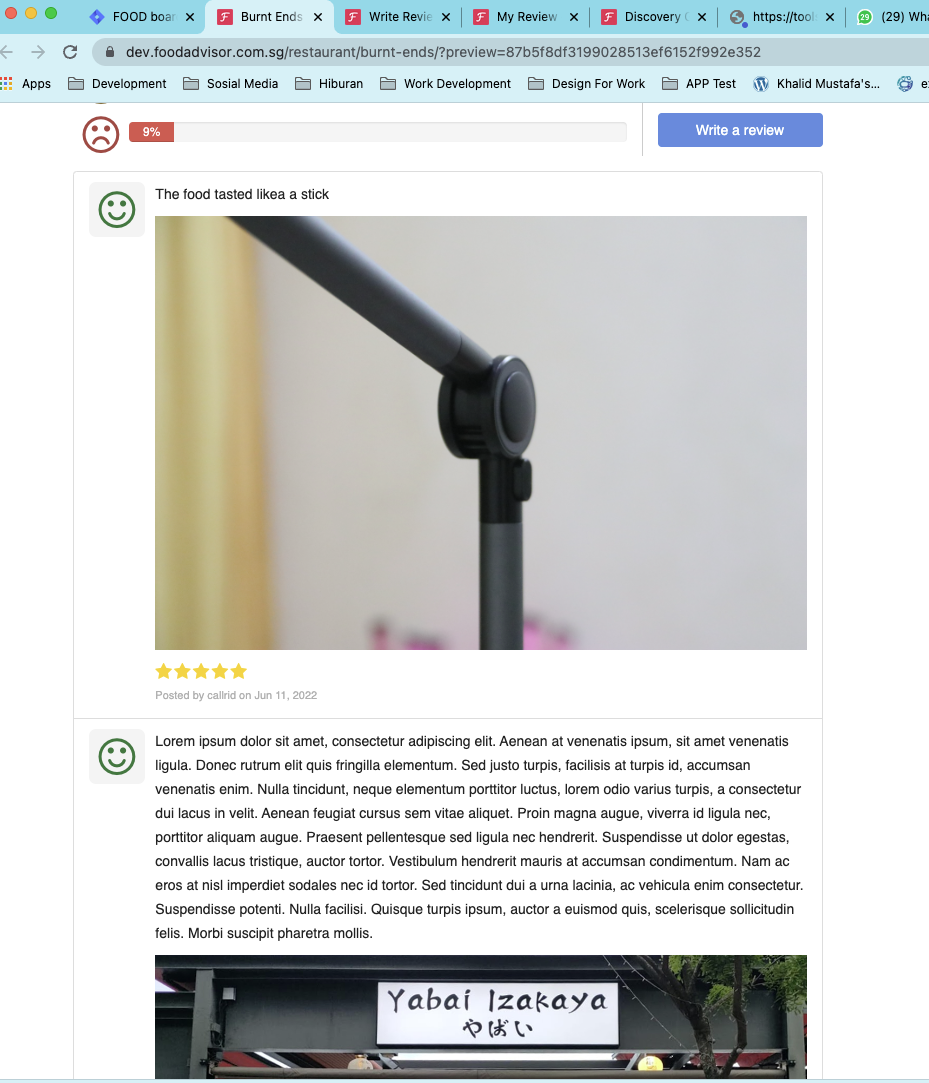 FOOD boar
Burnt Ends
Write Revie
My Review
Discovery
https://tools
29
(29) Wha
dev.foodadvisor.com.sg/restaurant/burnt-ends/?preview=87b5f8df3199028513ef6152f992e352
Apps
Development
Sosial Media
Hiburan
Work Development
Design For Work
APP Test
Khalid Mustafa's...
9%
Write a review
The food tasted likea a stick
Posted by callrid on Jun 11, 2022
Lorem ipsum dolor sit amet, consectetur adipiscing elit. Aenean at venenatis ipsum, sit amet venenatis
ligula. Donec rutrum elit quis fringilla elementum. Sed justo turpis, facilisis at turpis id, accumsan
venenatis enim. Nulla tincidunt, neque elementum porttitor luctus, lorem odio varius turpis, a consectetur
dui lacus in velit. Aenean feugiat cursus sem vitae aliquet. Proin magna augue, viverra id ligula nec,
porttitor aliquam augue. Praesent pellentesque sed ligula nec hendrerit. Suspendisse ut dolor egestas,
convallis lacus tristique, auctor tortor. Vestibulum hendrerit mauris at accumsan condimentum. Nam ac
eros at nisl imperdiet sodales nec id tortor. Sed tincidunt dui a urna lacinia, ac vehicula enim consectetur.
Suspendisse potenti. Nulla facilisi. Quisque turpis ipsum, auctor a euismod quis, scelerisque sollicitudin
felis. Morbi suscipit pharetra mollis.
Yabai Izakaya
やばい